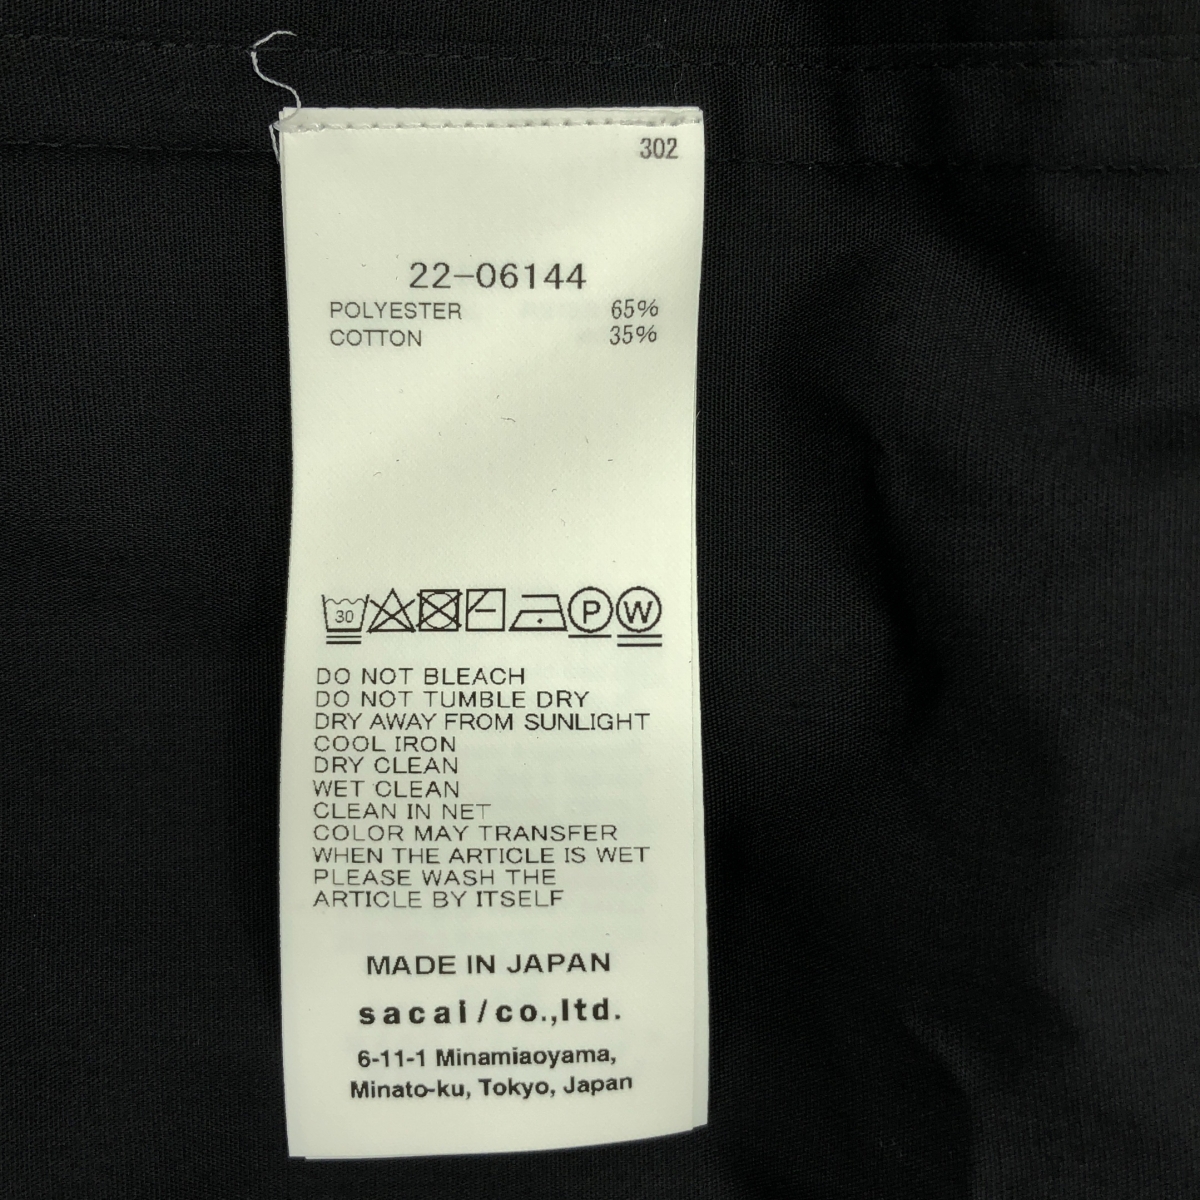 302
22-06144
POLYESTER 65%
COTTON 35%
30 P W
DO NOT BLEACH
DO NOT TUMBLE DRY
DRY AWAY FROM SUNLIGHT
COOL IRON
DRY CLEAN
WET CLEAN
CLEAN IN NET
COLOR MAY TRANSFER
WHEN THE ARTICLE IS WET
PLEASE WASH THE
ARTICLE BY ITSELF
MADE IN JAPAN
sacai/co.,ltd.
6-11-1 Minamiaoyama,
Minato-ku, Tokyo, Japan